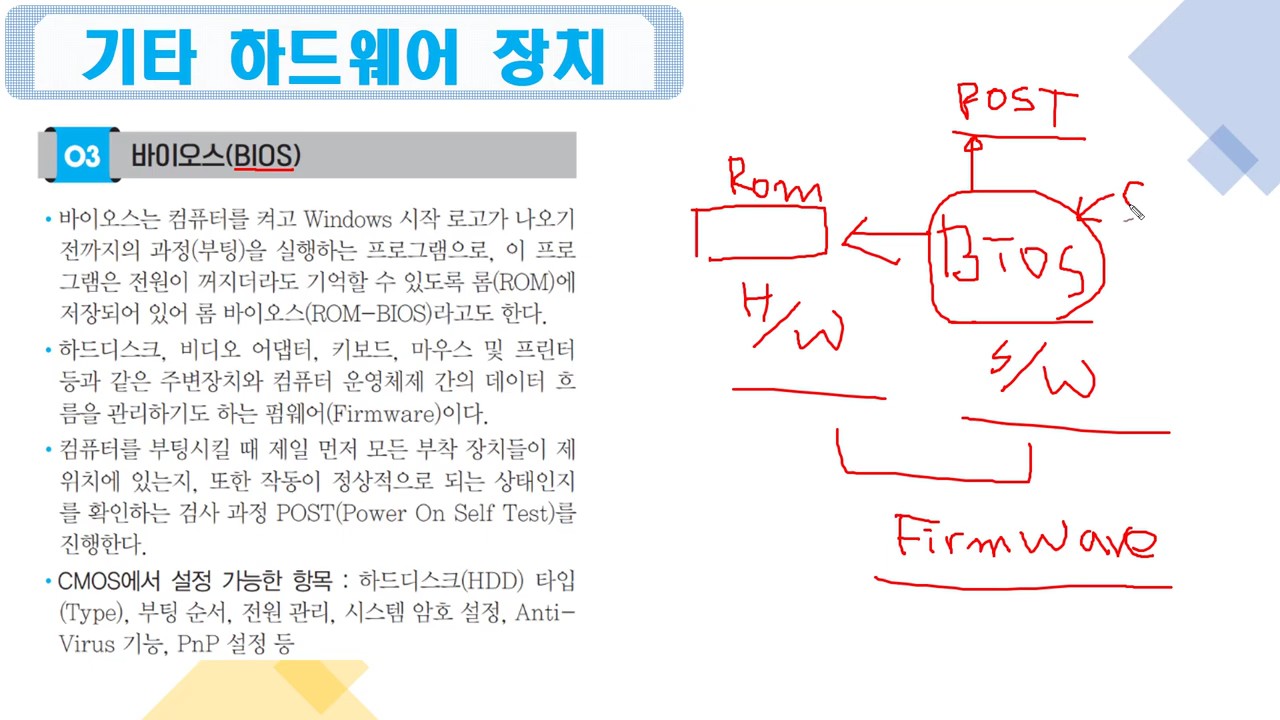 기타 하드웨어 장치
03 바이오스(BIOS)
• 바이오스는 컴퓨터를 켜고 Windows 시작 로고가 나오기
전까지의 과정(부팅)을 실행하는 프로그램으로, 이 프로
그램은 전원이 꺼지더라도 기억할 수 있도록 롬(ROM)에
저장되어 있어 롬 바이오스(ROM-BIOS)라고도 한다.
• 하드디스크, 비디오 어댑터, 키보드, 마우스 및 프린터
등과 같은 주변장치와 컴퓨터 운영체제 간의 데이터 흐
름을 관리하기도 하는 펌웨어(Firmware)이다.
• 컴퓨터를 부팅시킬 때 제일 먼저 모든 부착 장치들이 제
위치에 있는지, 또한 작동이 정상적으로 되는 상태인지
를 확인하는 검사 과정 POST(Power On Self Test)를
진행한다.
• CMOS에서 설정 가능한 항목 : 하드디스크(HDD) 타입
(Type), 부팅 순서, 전원 관리, 시스템 암호 설정, Anti-
Virus 기능, PnP 설정 등
POST
Rom
BIOS
H/W
S/W
Firmware